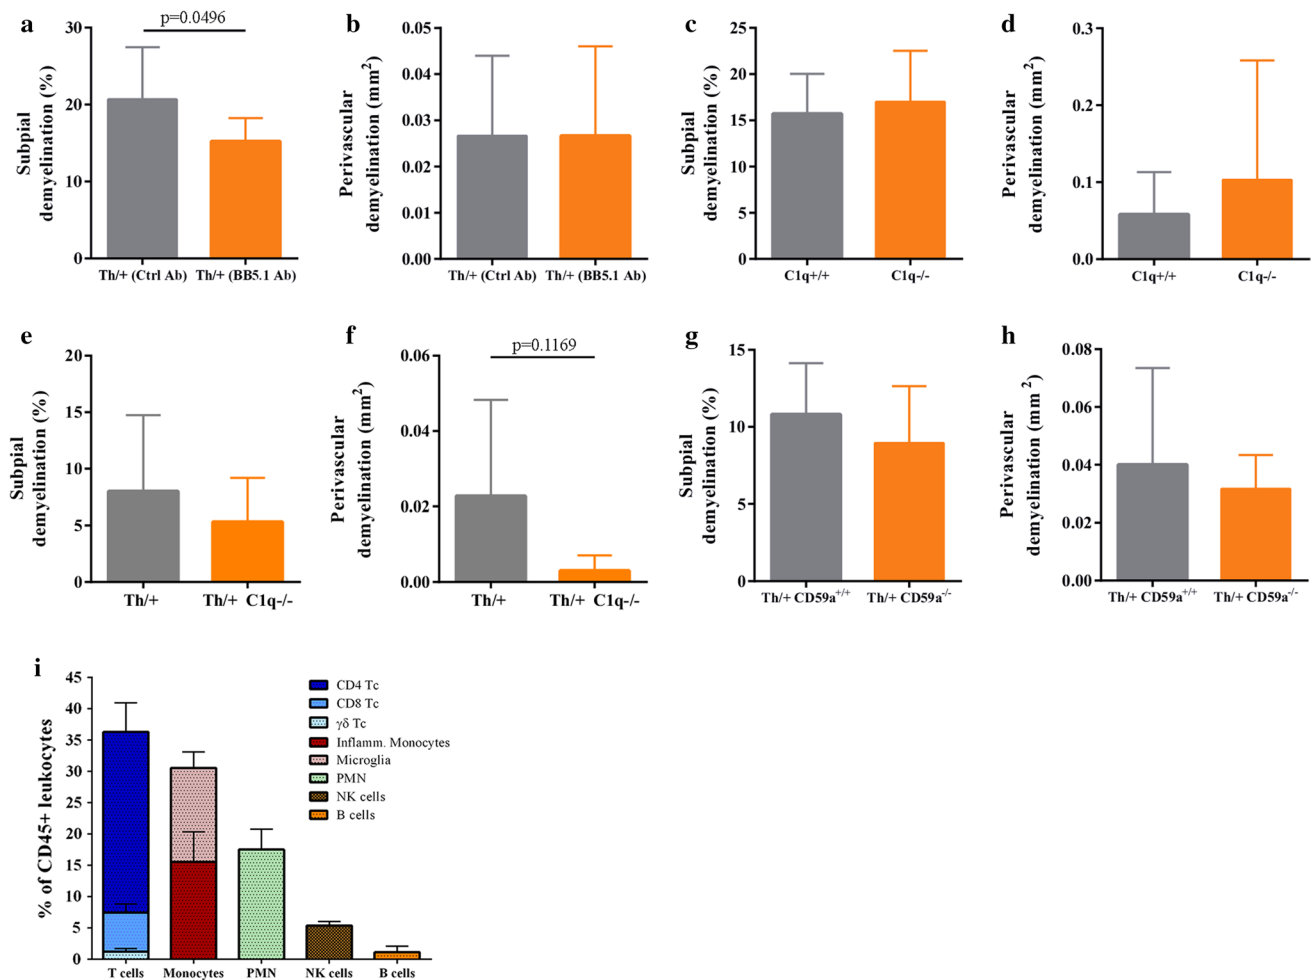 a
p=0.0496
Subpial
demyelination (%)
30
20
10
0
Th/+ (Ctrl Ab) Th/+ (BB5.1 Ab)
b
Perivascular
demyelination (mm²)
0.05
0.04
0.03
0.02
0.01
0.00
Th/+ (Ctrl Ab) Th/+ (BB5.1 Ab)
c
Subpial
demyelination (%)
25
20
15
10
5
0
C1q+/+ C1q-/-
d
Perivascular
demyelination (mm²)
0.3
0.2
0.1
0.0
C1q+/+ C1q-/-
e
Subpial
demyelination (%)
20
15
10
5
0
Th/+ Th/+ C1q-/-
f
p=0.1169
Perivascular
demyelination (mm²)
0.06
0.04
0.02
0.00
Th/+ Th/+ C1q-/-
g
Subpial
demyelination (%)
15
10
5
0
Th/+ CD59a⁺/⁺ Th/+ CD59a⁻/⁻
h
Perivascular
demyelination (mm ²)
0.08
0.06
0.04
0.02
0.00
Th/+ CD59a⁺/⁺ Th/+ CD59a⁻/⁻
i
% of CD45+ leukocytes
45
40
35
30
25
20
15
10
5
0
T cells Monocytes PMN NK cells B cells
CD4 Tc
CD8 Tc
γδ Tc
Inflamm. Monocytes
Microglia
PMN
NK cells
B cells